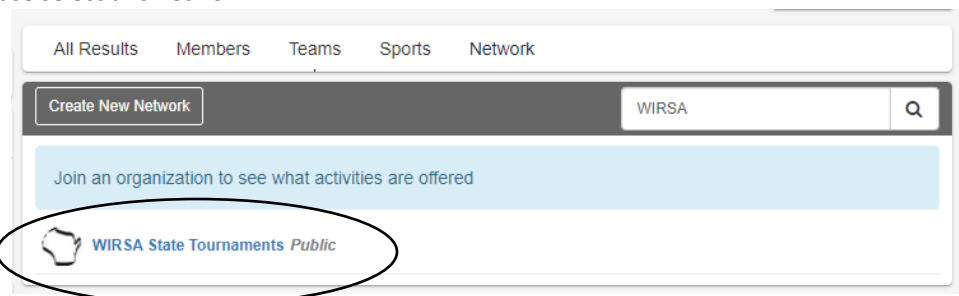 All Results Members Teams Sports Network
Create New Network WIRSA
Join an organization to see what activities are offered
WIRSA State Tournaments Public